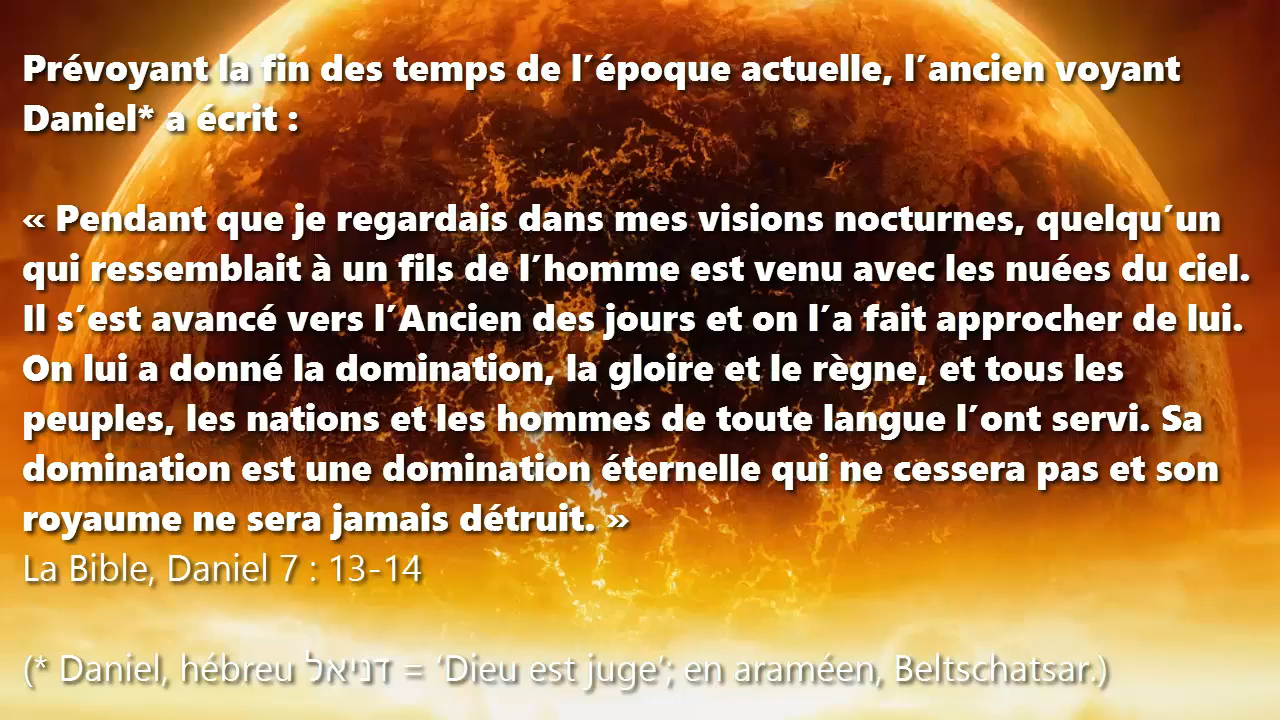 Prévoyant la fin des temps de l´époque actuelle, l´ancien voyant
Daniel* a écrit :
« Pendant que je regardais dans mes visions nocturnes, quelqu´un
qui ressemblait à un fils de l´homme est venu avec les nuées du ciel.
Il s´est avancé vers l´Ancien des jours et on l´a fait approcher de lui.
On lui a donné la domination, la gloire et le règne, et tous les
peuples, les nations et les hommes de toute langue l´ont servi. Sa
domination est une domination éternelle qui ne cessera pas et son
royaume ne sera jamais détruit. »
La Bible, Daniel 7 : 13-14
(* Daniel, hébreu דניאל = ‘Dieu est juge’; en araméen, Beltschatsar.)